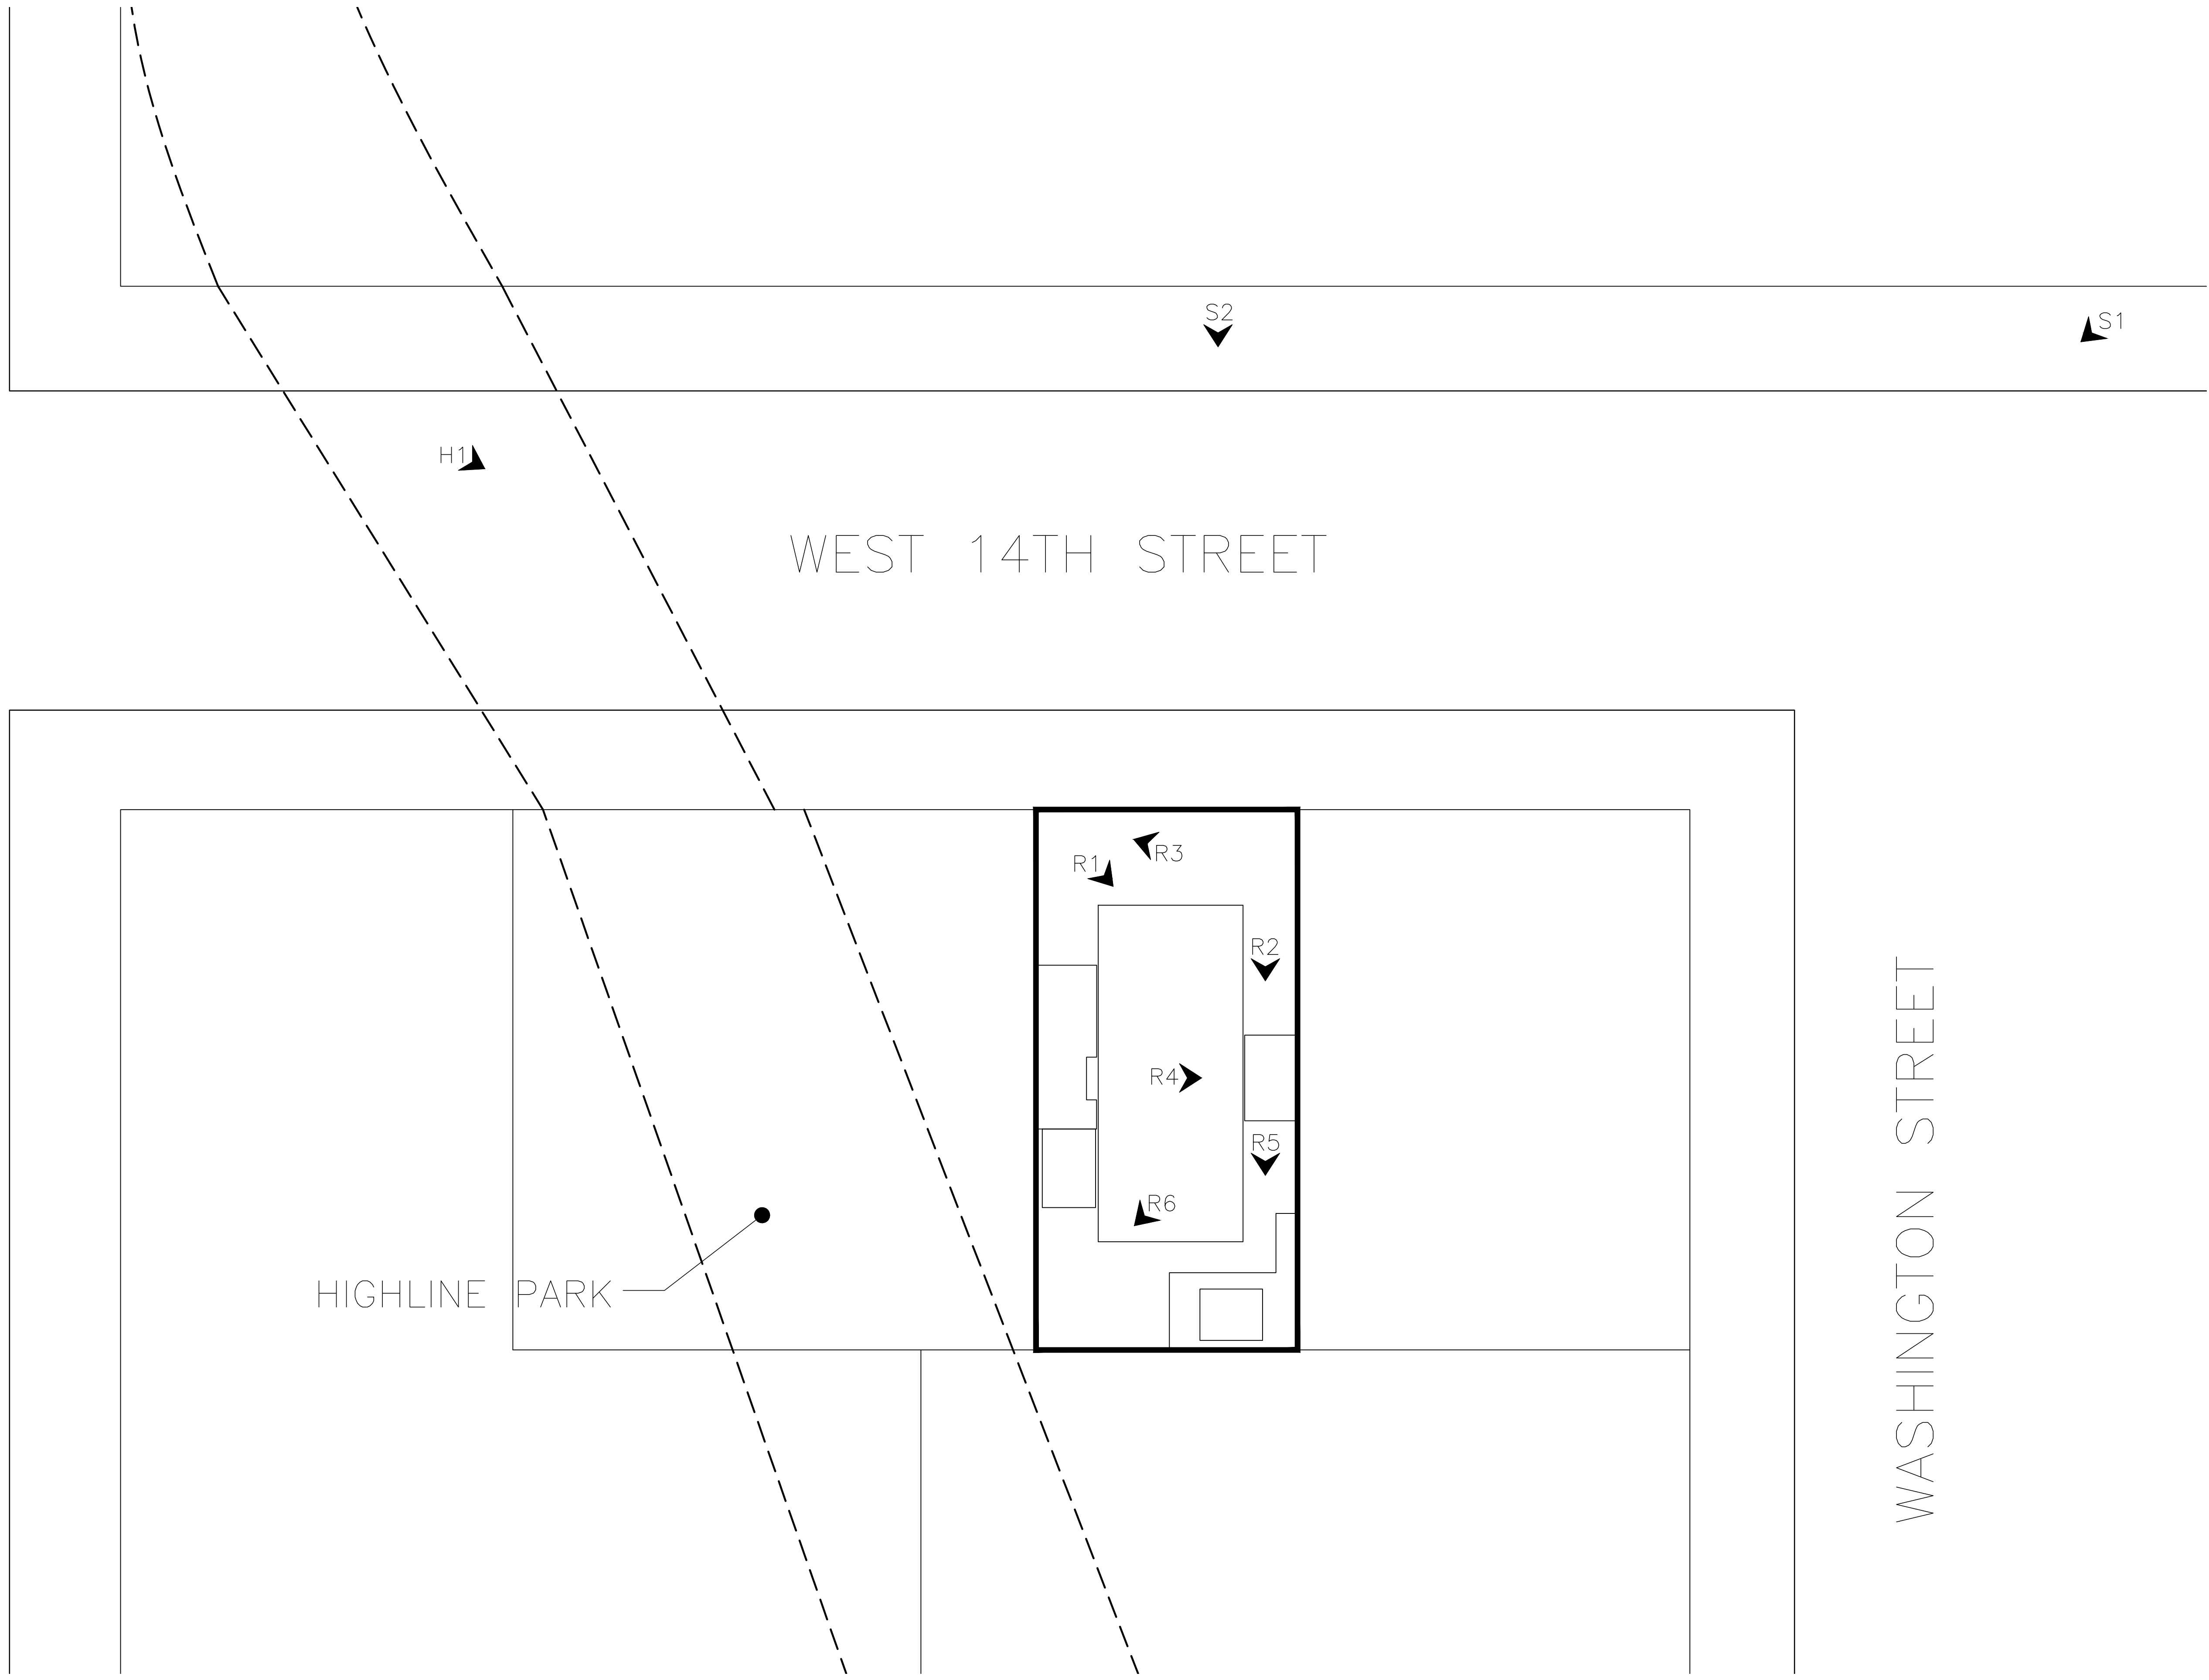 S2
S1
H1
WEST 14TH STREET
R3
R1
R2
R4
R5
R6
HIGHLINE PARK
WASHINGTON STREET